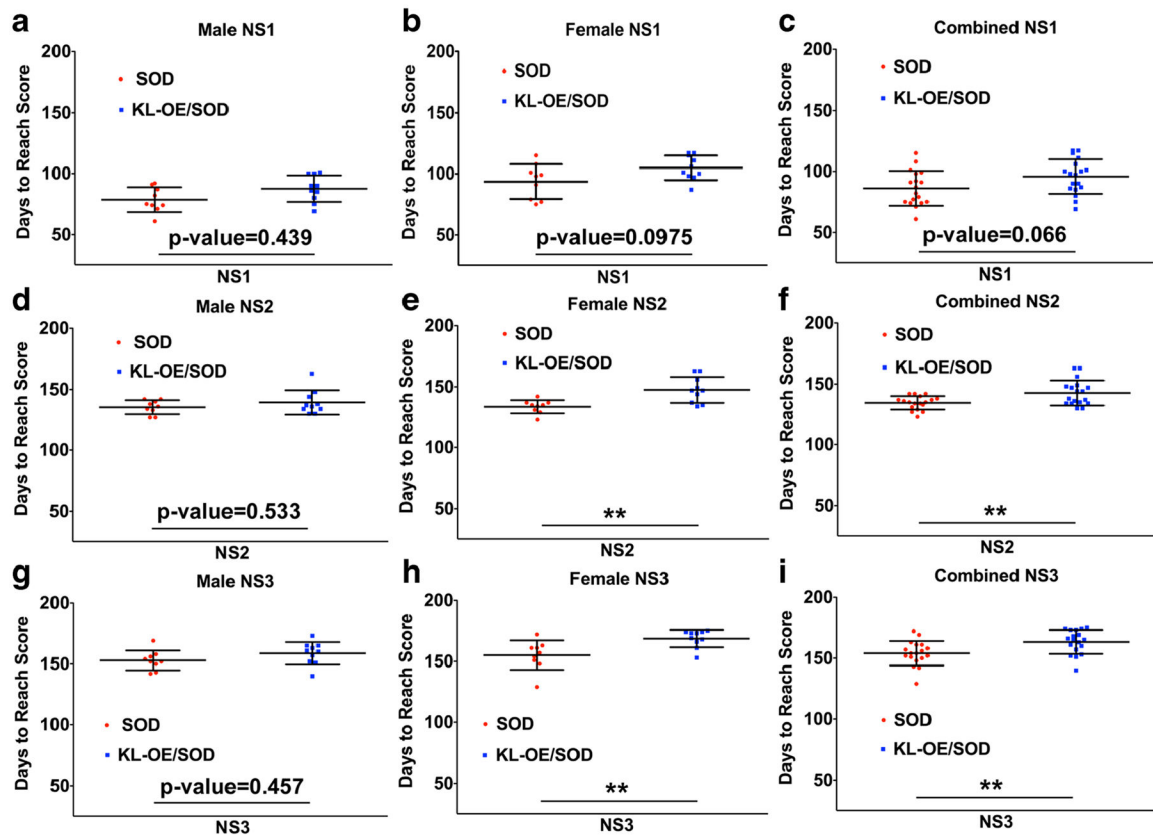 a
Male NS1
200
150
100
50
Days to Reach Score
SOD
KL-OE/SOD
p-value=0.439
NS1
b
Female NS1
200
150
100
50
Days to Reach Score
SOD
KL-OE/SOD
p-value=0.0975
NS1
c
Combined NS1
200
150
100
50
Days to Reach Score
SOD
KL-OE/SOD
p-value=0.066
NS1
d
Male NS2
200
150
100
50
Days to Reach Score
SOD
KL-OE/SOD
p-value=0.533
NS2
e
Female NS2
200
150
100
50
Days to Reach Score
SOD
KL-OE/SOD
**
NS2
f
Combined NS2
200
150
100
50
Days to Reach Score
SOD
KL-OE/SOD
**
NS2
g
Male NS3
200
150
100
50
Days to Reach Score
SOD
KL-OE/SOD
p-value=0.457
NS3
h
Female NS3
200
150
100
50
Days to Reach Score
SOD
KL-OE/SOD
**
NS3
i
Combined NS3
200
150
100
50
Days to Reach Score
SOD
KL-OE/SOD
**
NS3